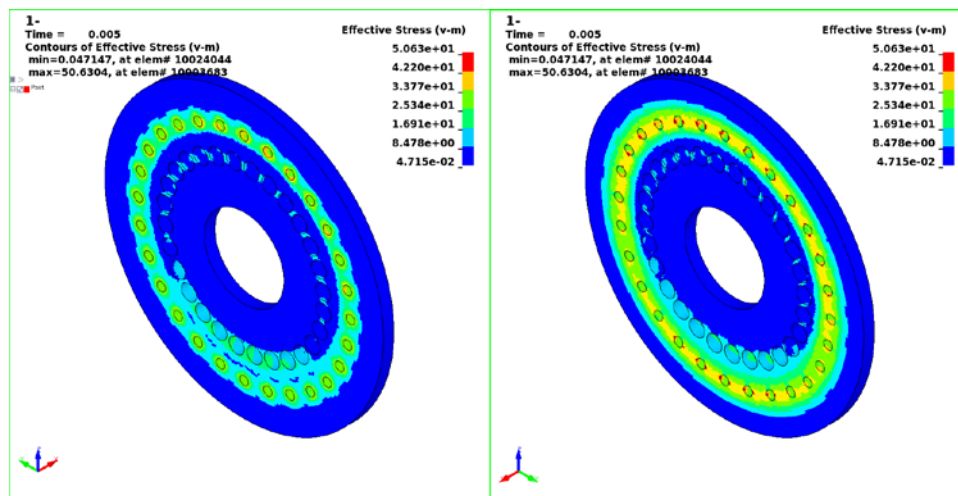 1-
Time = 0.005
Contours of Effective Stress (v-m)
min=0.047147, at elem# 10024044
max=50.6304, at elem# 10003683
Part
Effective Stress (v-m)
5.063e+01
4.220e+01
3.377e+01
2.534e+01
1.691e+01
8.478e+00
4.715e-02
1-
Time = 0.005
Contours of Effective Stress (v-m)
min=0.047147, at elem# 10024044
max=50.6304, at elem# 10003683
Effective Stress (v-m)
5.063e+01
4.220e+01
3.377e+01
2.534e+01
1.691e+01
8.478e+00
4.715e-02